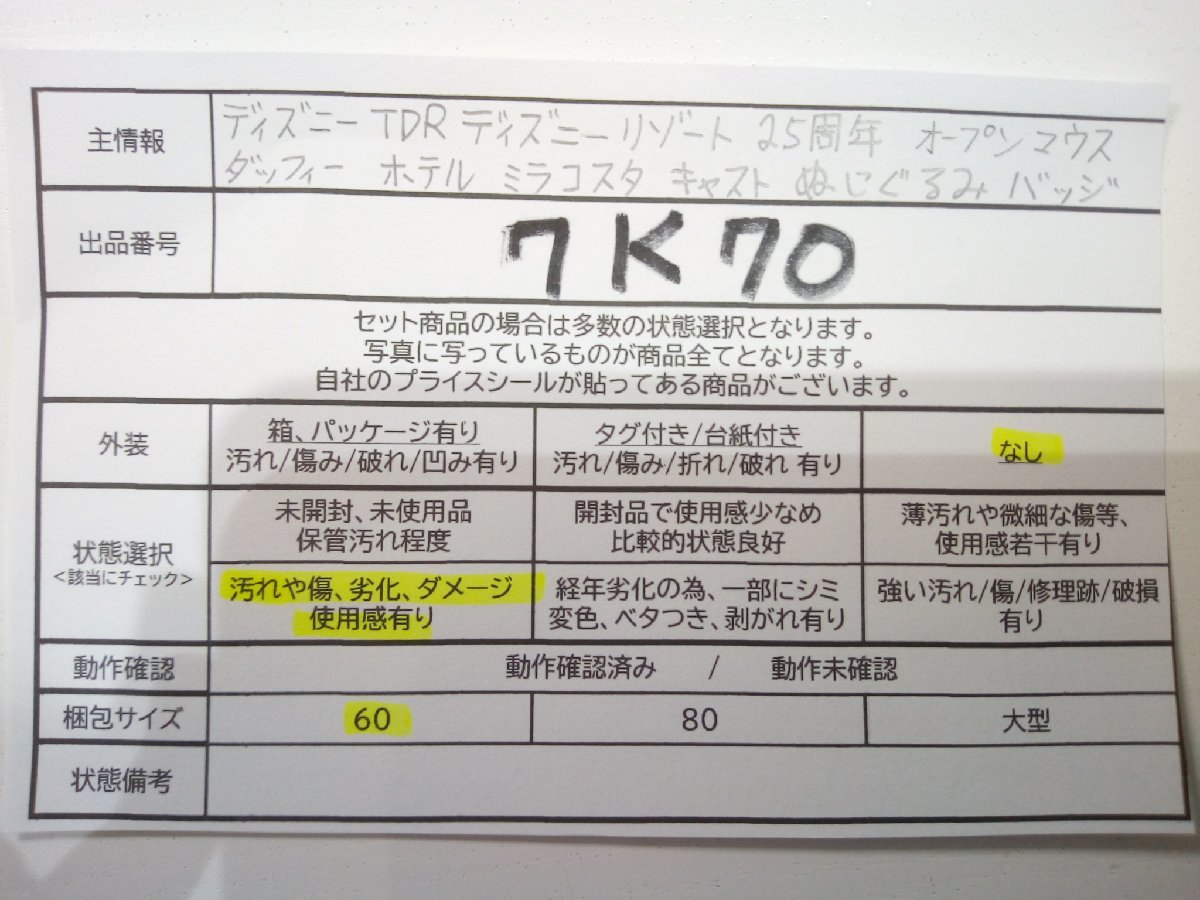 主情報
ディズニー TDR ディズニーリゾート 25周年 オープンマウス
ダッフィー ホテル ミラコスタ キャスト ぬいぐるみ バッジ
出品番号
7K70
セット商品の場合は多数の状態選択となります。
写真に写っているものが商品全てとなります。
自社のプライスシールが貼ってある商品がございます。
外装
箱、パッケージ有り
汚れ/傷み/破れ/凹み有り
タグ付き/台紙付き
汚れ/傷み/折れ/破れ 有り
なし
状態選択
<該当にチェック>
未開封、未使用品
保管汚れ程度
開封品で使用感少なめ
比較的状態良好
薄汚れや微細な傷等、
使用感若干有り
汚れや傷、劣化、ダメージ
使用感有り
経年劣化の為、一部にシミ
変色、ベタつき、剥がれ有り
強い汚れ/傷/修理跡/破損
有り
動作確認
動作確認済み / 動作未確認
梱包サイズ
60
80
大型
状態備考